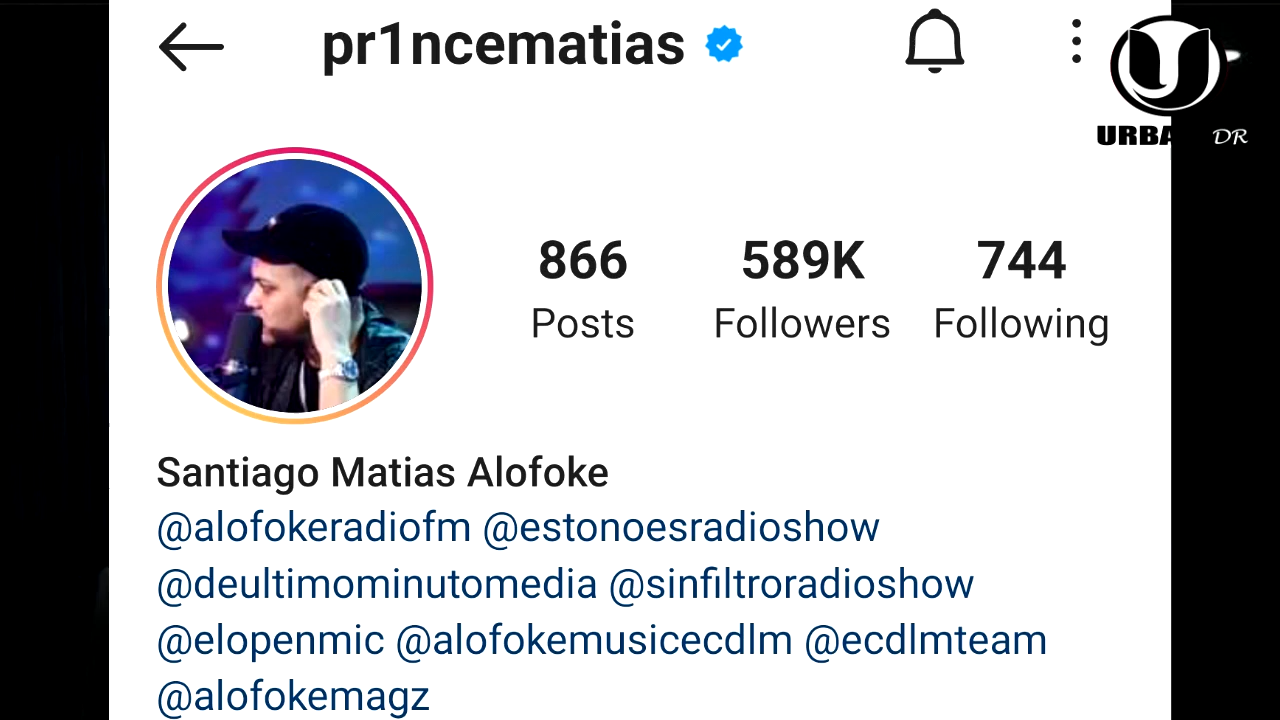 pr1ncematias
URBA DR
866 589K 744
Posts Followers Following
Santiago Matias Alofoke
@alofokeradiofm @estonoesradioshow
@deultimominutomedia @sinfiltroradioshow
@elopenmic @alofokemusicecdlm @ecdlmteam
@alofokemagz